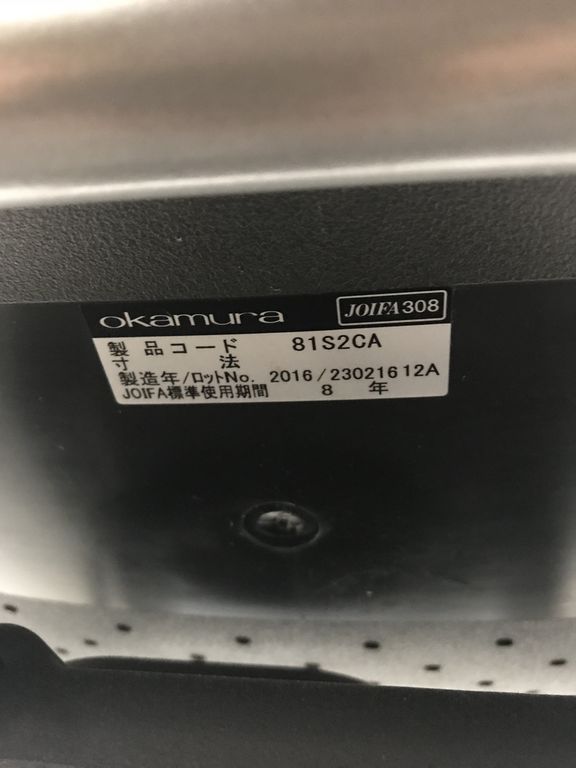 okamura JOIFA308
製品コード 81S2CA
寸法
製造年/ロットNo. 2016/23021612A
JOIFA標準使用期間 8年